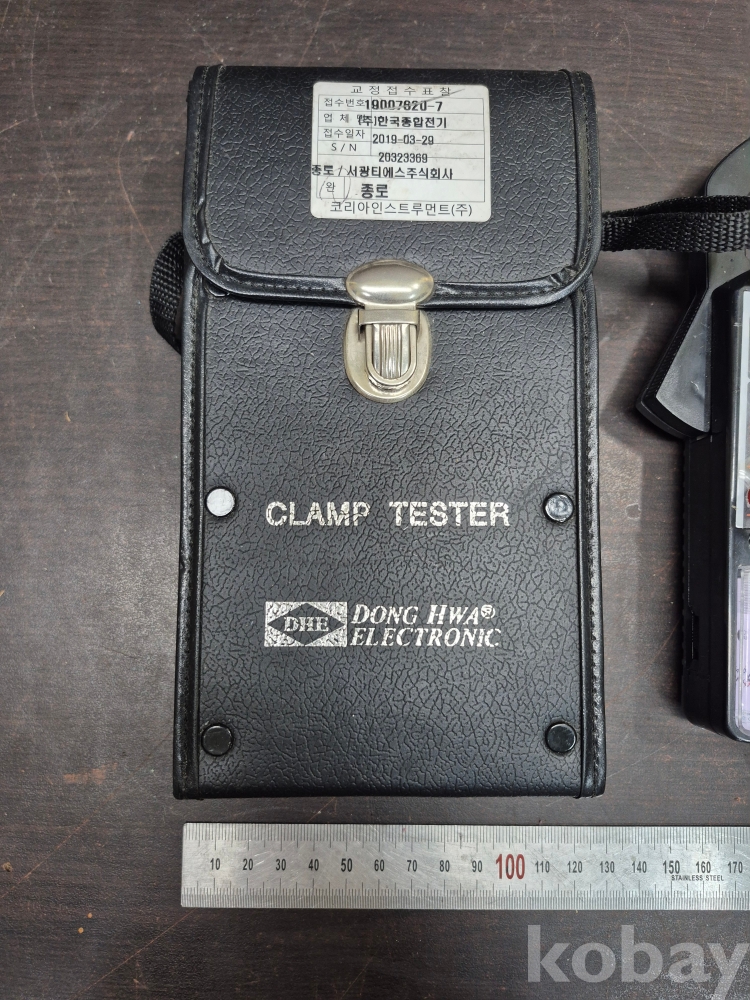 교정접수표찰
접수번호 19007820-7
업 체 명 (주)한국종합전기
접수일자 2019-03-29
S / N 20323369
종로 / 서광티에스주식회사
완 종로
코리아인스트루먼트(주)
CLAMP TESTER
DHE DONG HWA®
ELECTRONIC
10 20 30 40 50 60 70 80 90 100 110 120 130 140 150 160 170
STAINLESS STEEL
kobay